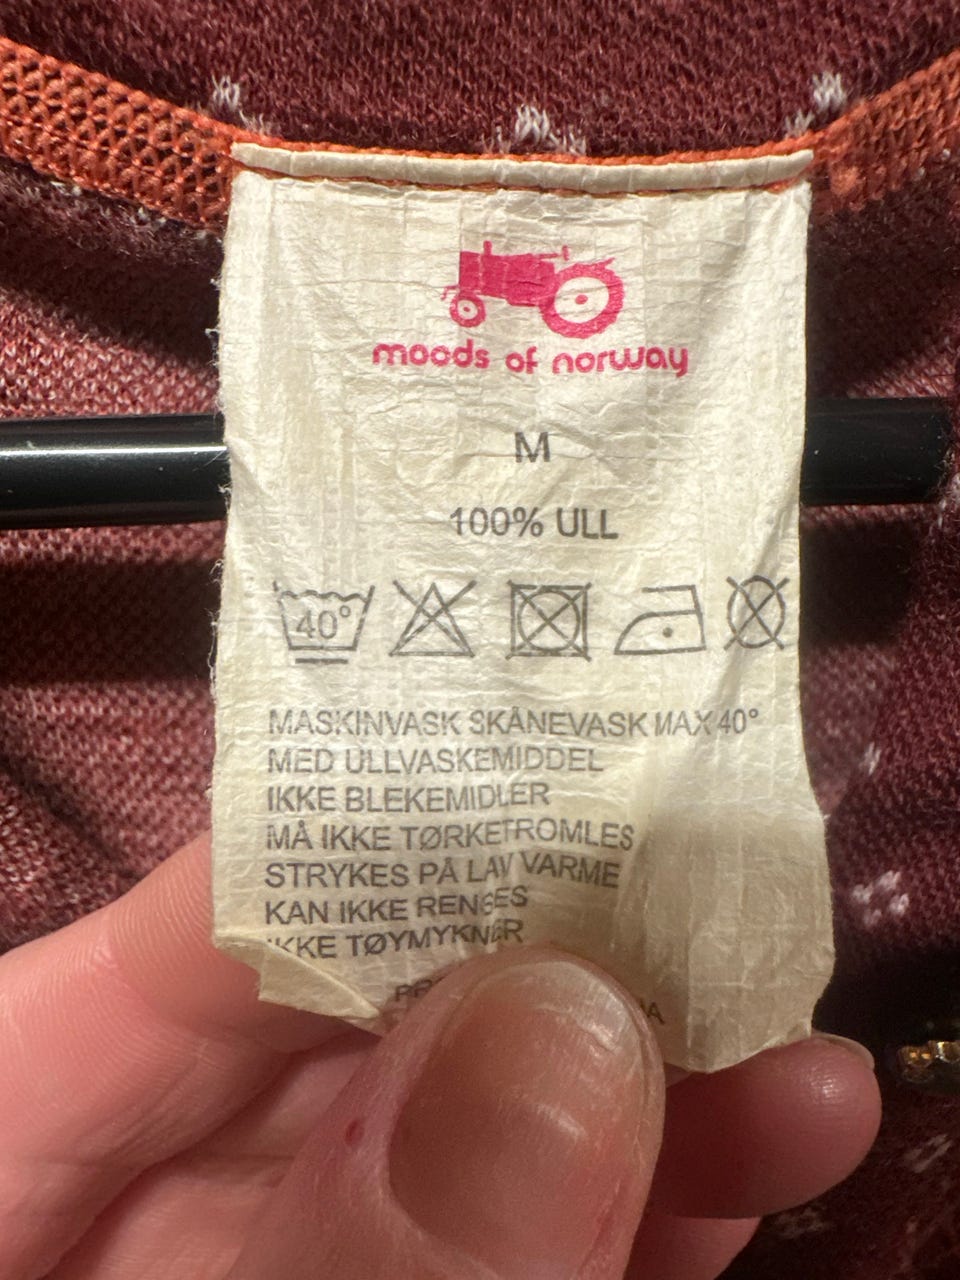 moods of norway
M
100% ULL
40°
MASKINVASK SKÅNEVASK MAX 40°
MED ULLVASKEMIDDEL
IKKE BLEKEMIDLER
MÅ IKKE TØRKETROMLES
STRYKES PÅ LAV VARME
KAN IKKE RENSES
IKKE TØYMYKNER